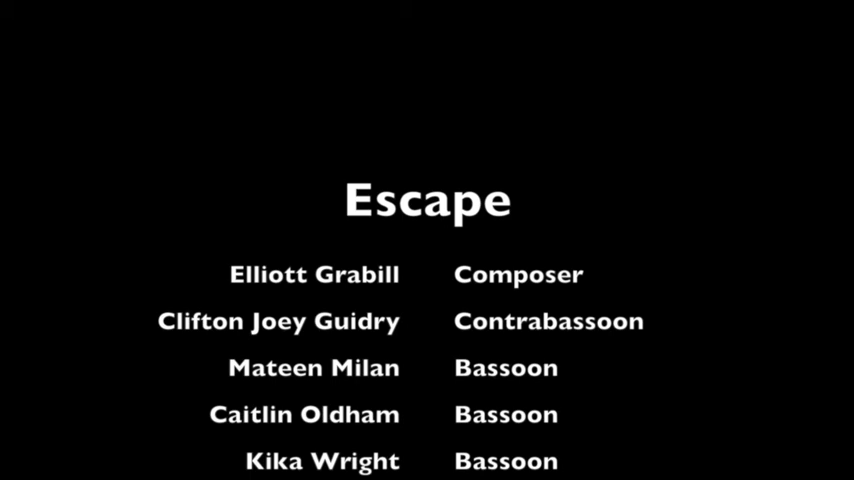 Escape
Elliott Grabill Composer
Clifton Joey Guidry Contrabassoon
Mateen Milan Bassoon
Caitlin Oldham Bassoon
Kika Wright Bassoon